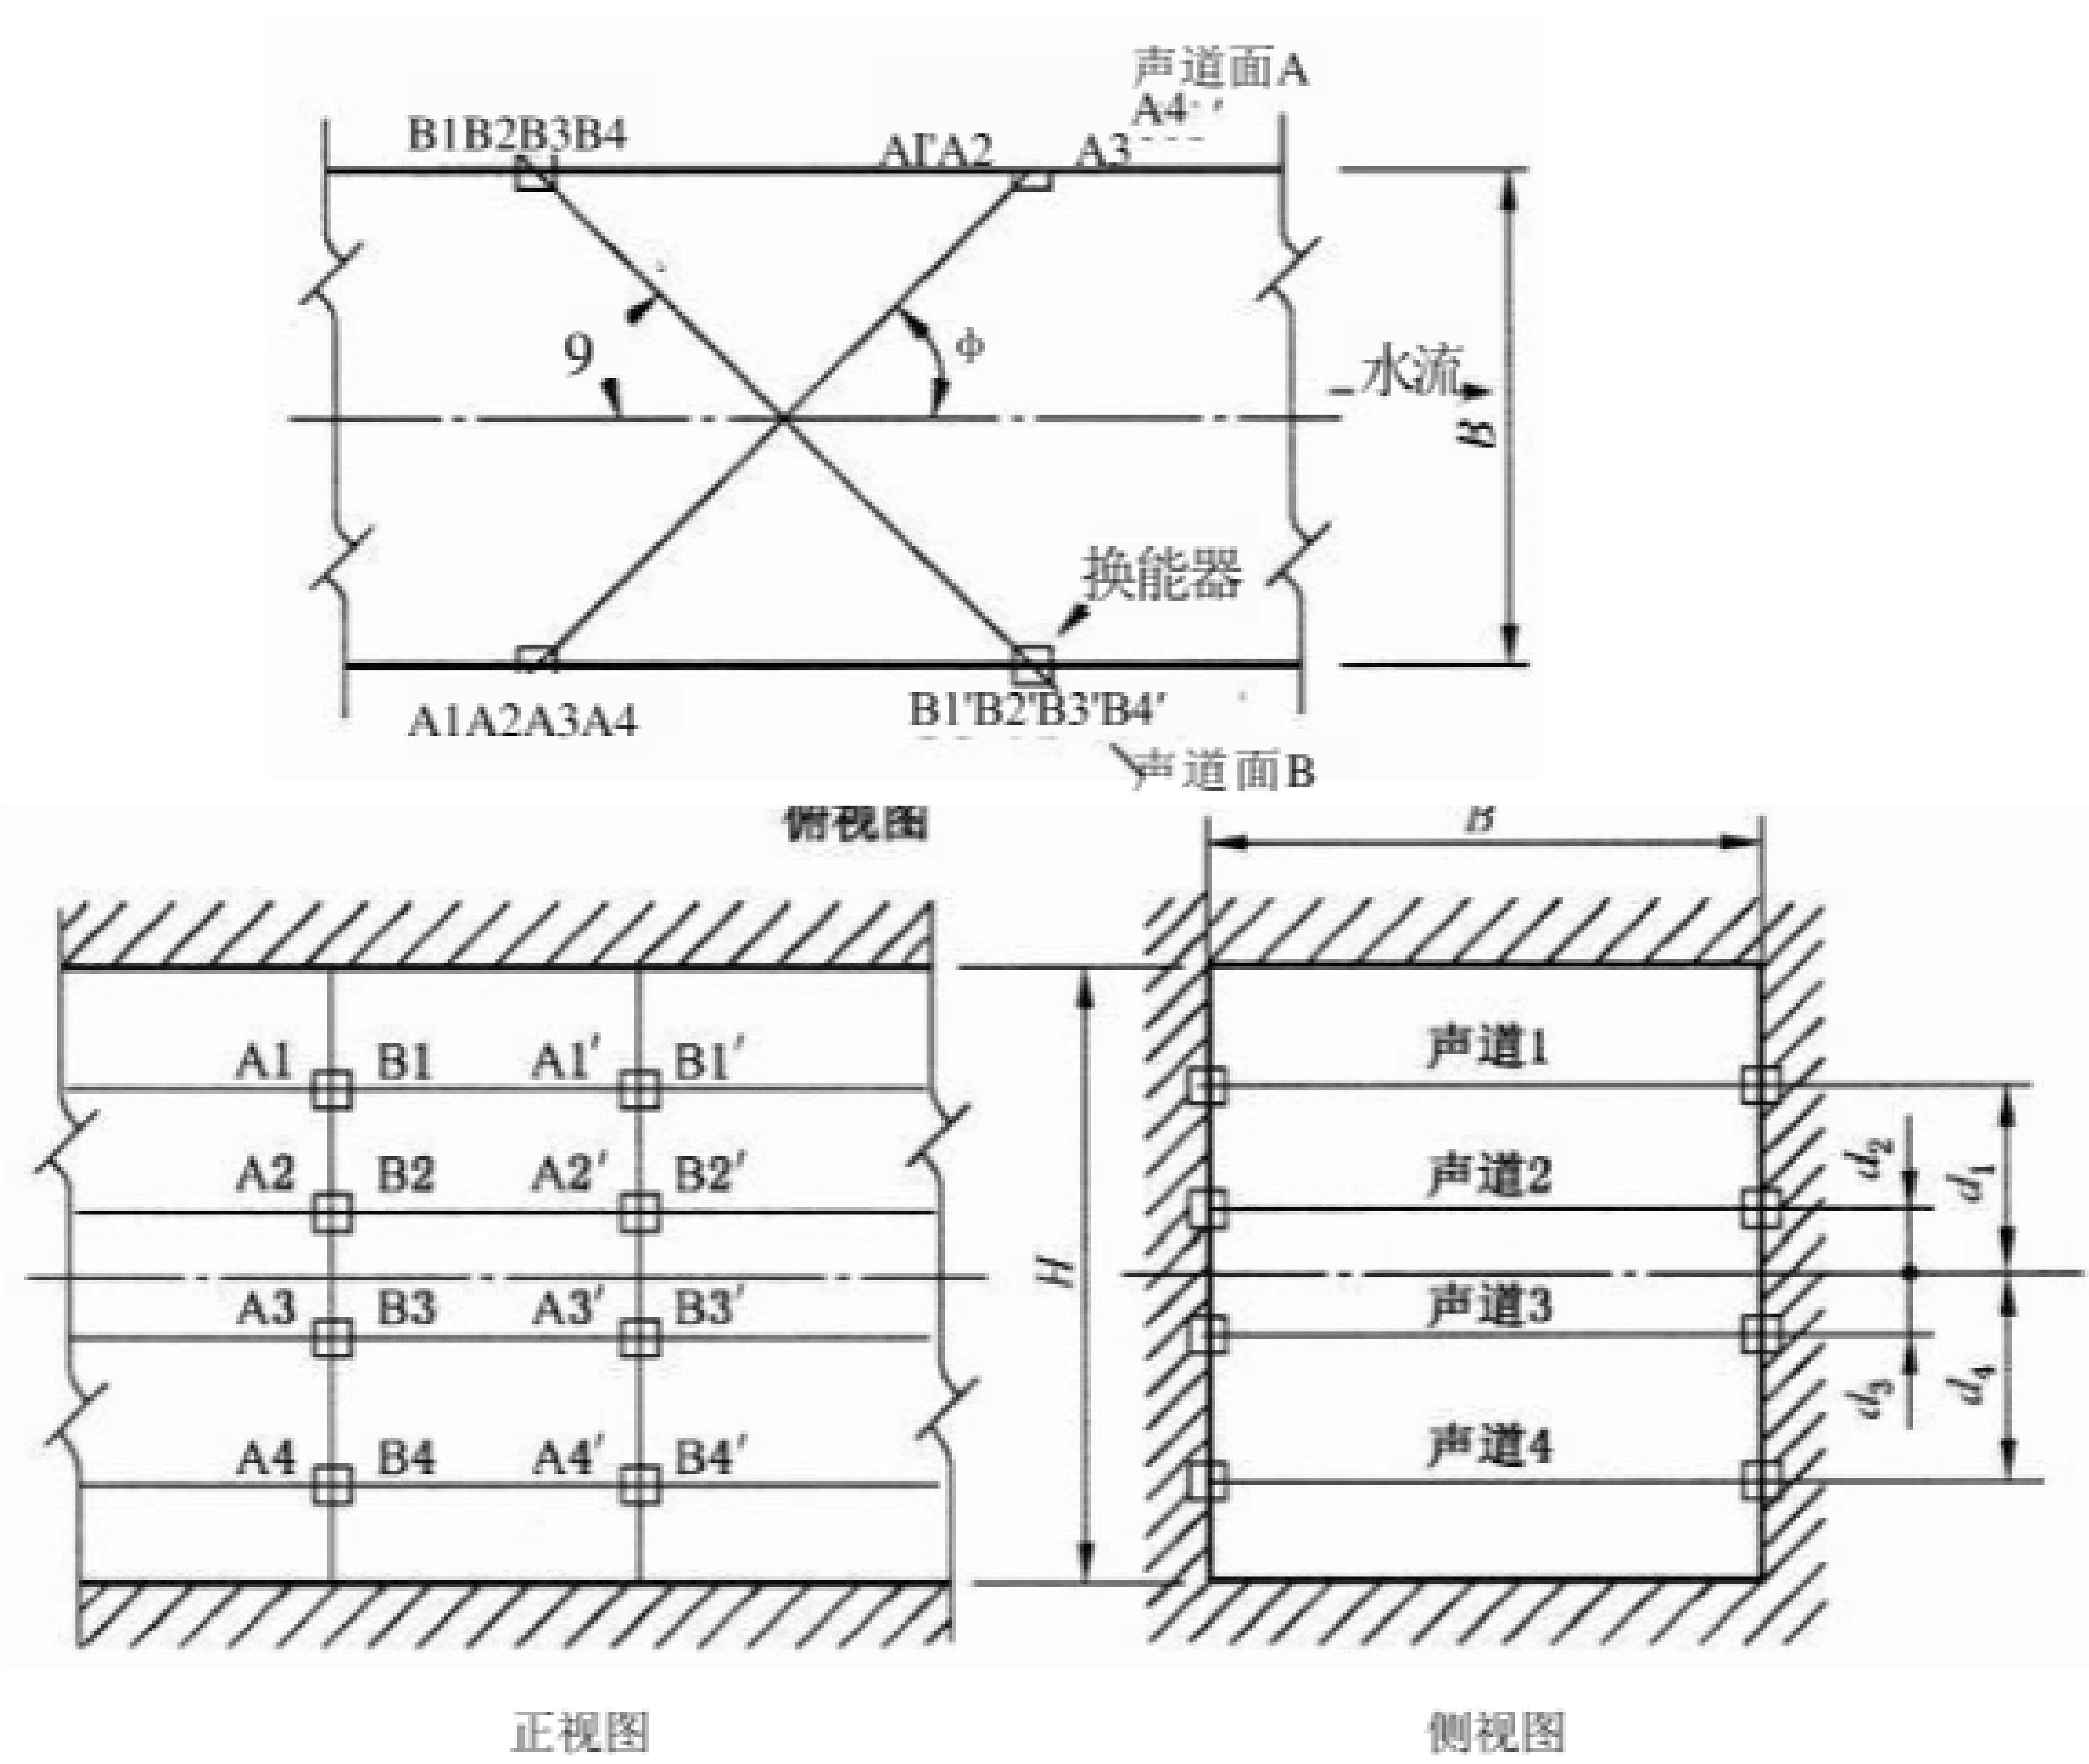 声道面A
A4'
B1B2B3B4
A1'A2
A3
9
ф
水流
B
换能器
A1A2A3A4
B1'B2'B3'B4'
声道面B
俯视图
B
A1 B1 A1' B1'
声道1
A2 B2 A2' B2'
声道2
d2
d1
H
A3 B3 A3' B3'
声道3
d3
d4
A4 B4 A4' B4'
声道4
正视图
侧视图